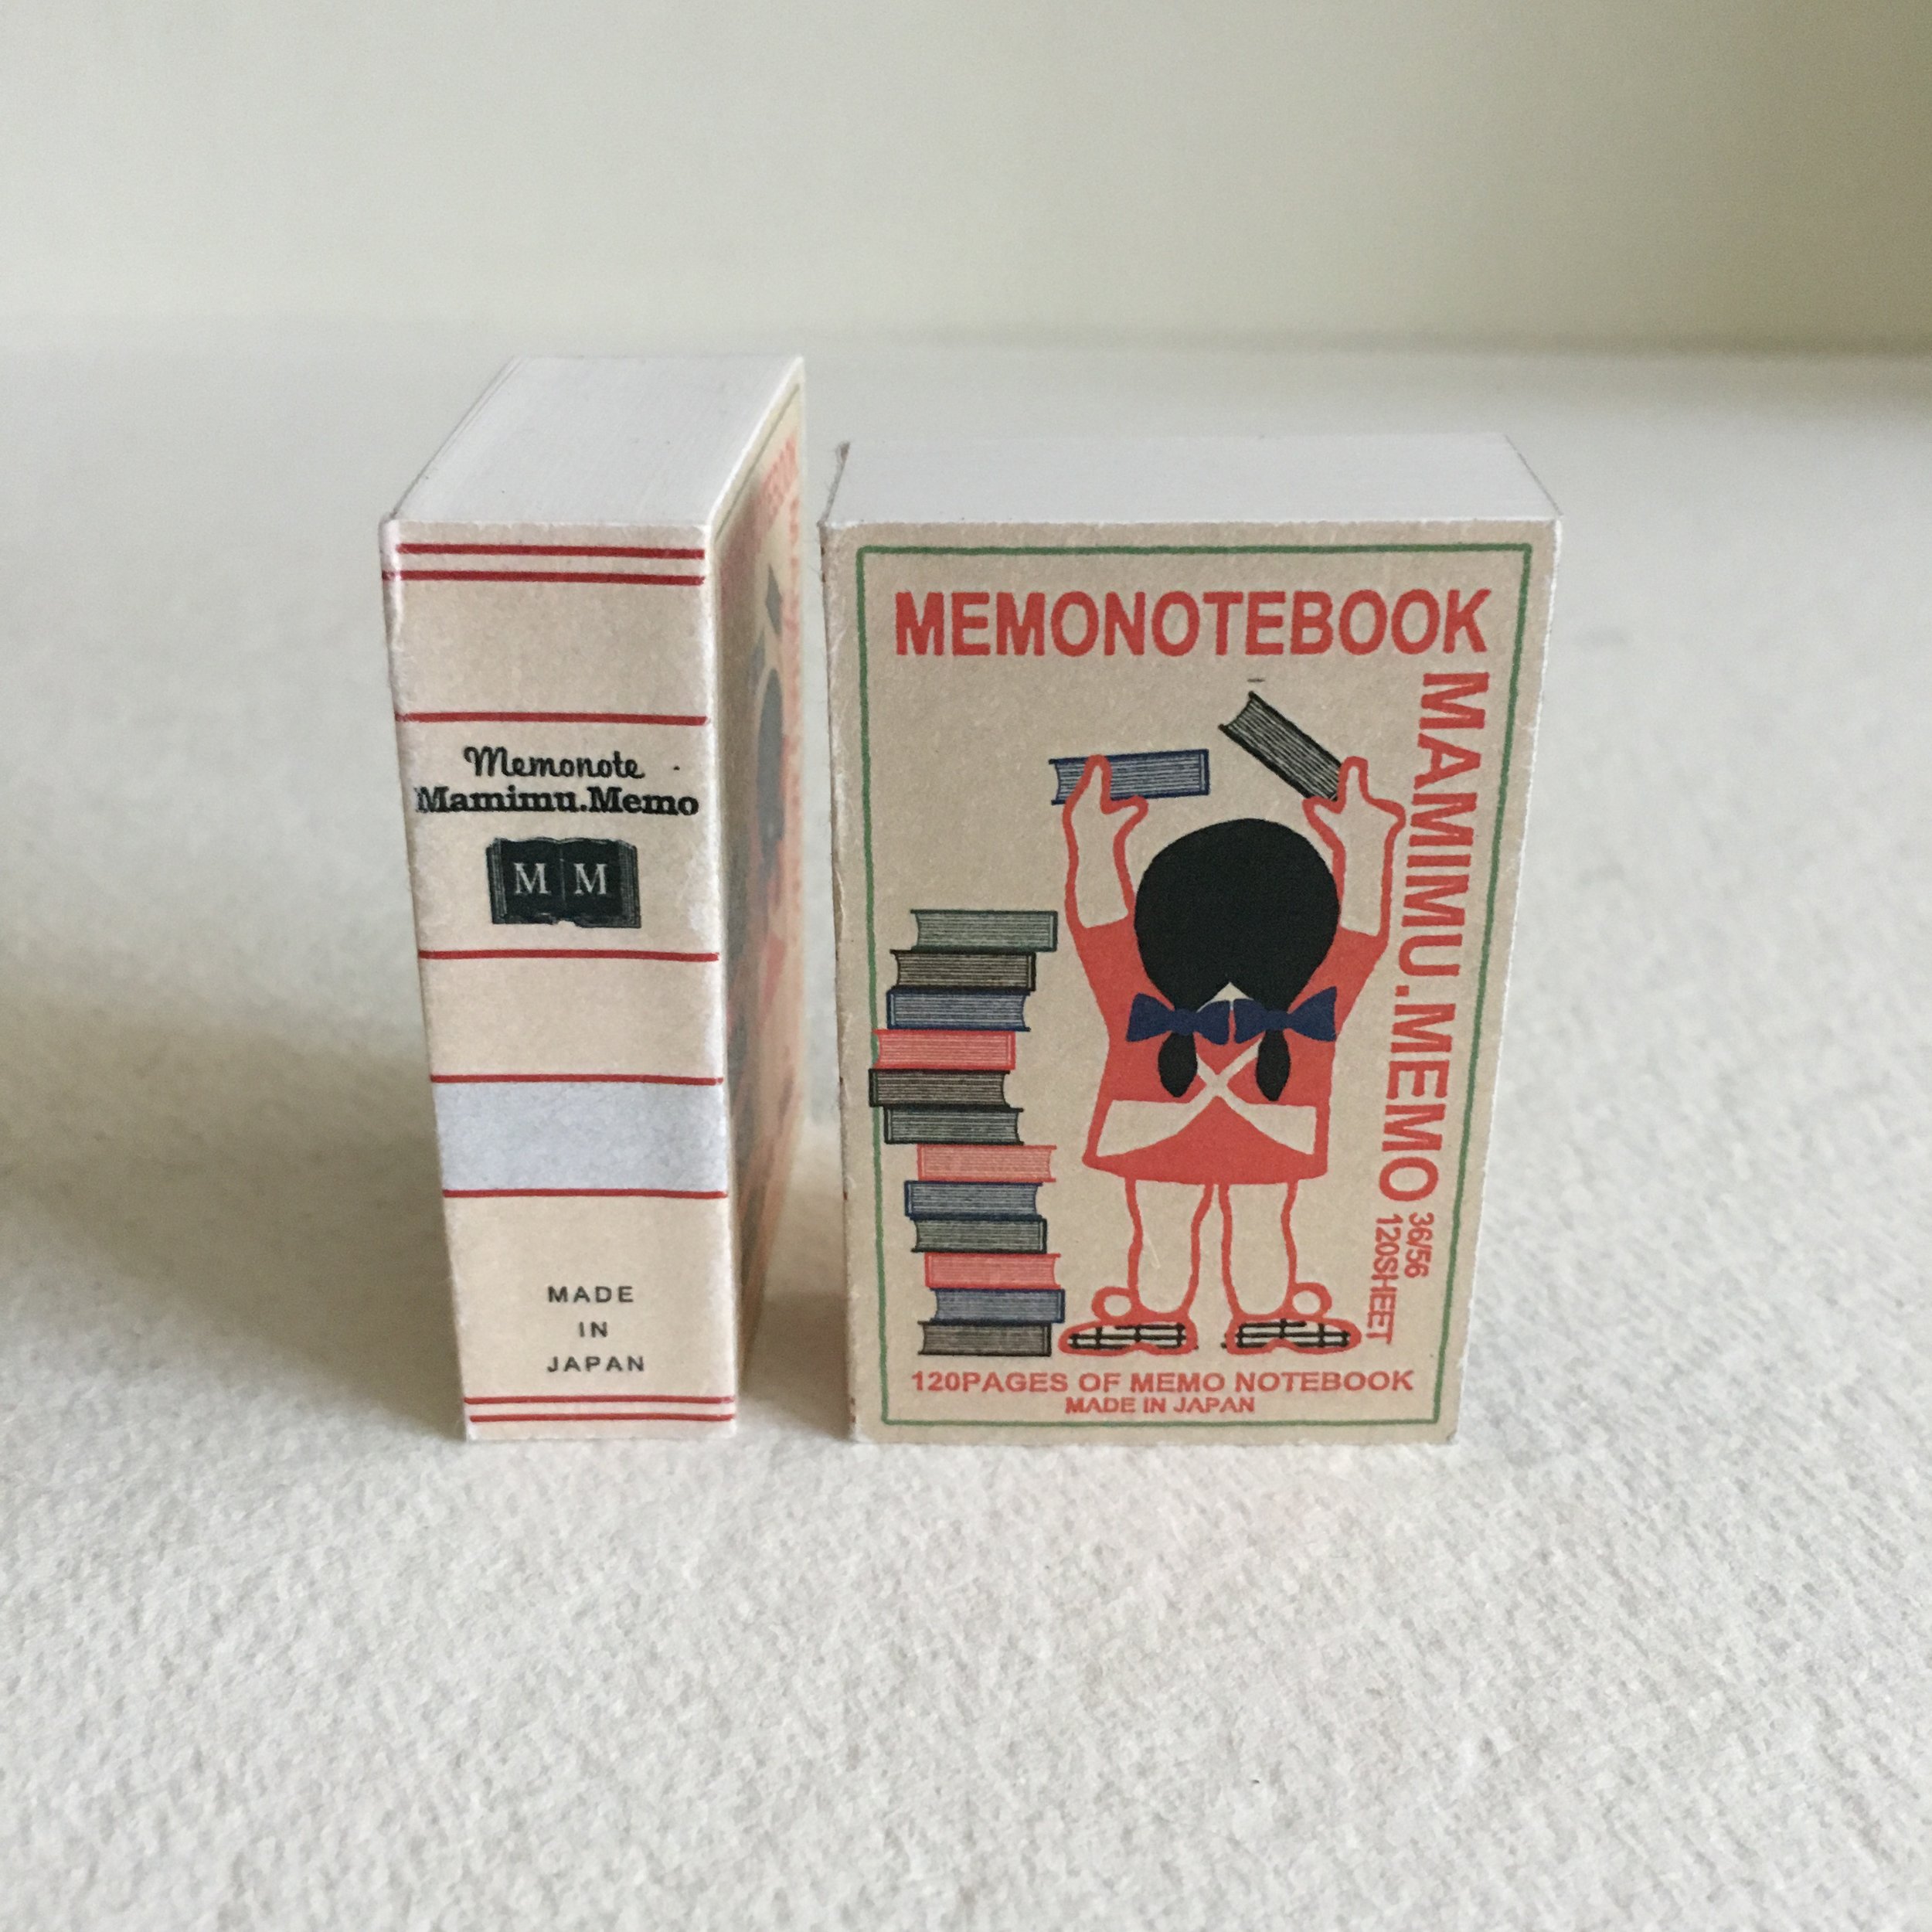 Memonote
Mamimu.Memo
M M
MADE
IN
JAPAN
MEMONOTEBOOK
MAMIMU.MEMO
36/56
120SHEET
120PAGES OF MEMO NOTEBOOK
MADE IN JAPAN